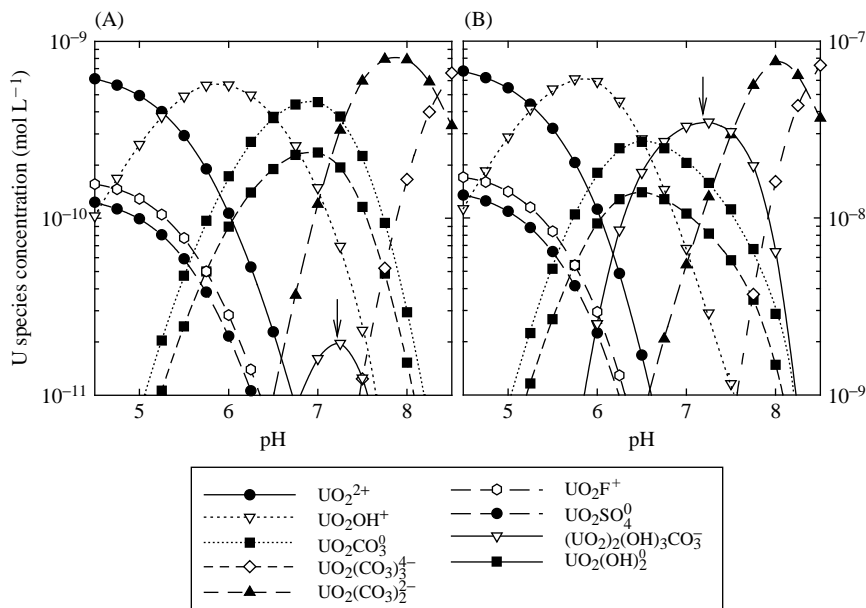 (A) (B)
U species concentration (mol L⁻¹)
10⁻⁹ 10⁻⁷
10⁻¹⁰ 10⁻⁸
10⁻¹¹ 10⁻⁹
5 6 7 8 5 6 7 8
pH pH
UO₂²⁺ UO₂F⁺
UO₂OH⁺ UO₂SO₄⁰
UO₂CO₃⁰ (UO₂)₂(OH)₃CO₃⁻
UO₂(CO₃)₃⁴⁻ UO₂(OH)₂⁰
UO₂(CO₃)₂²⁻